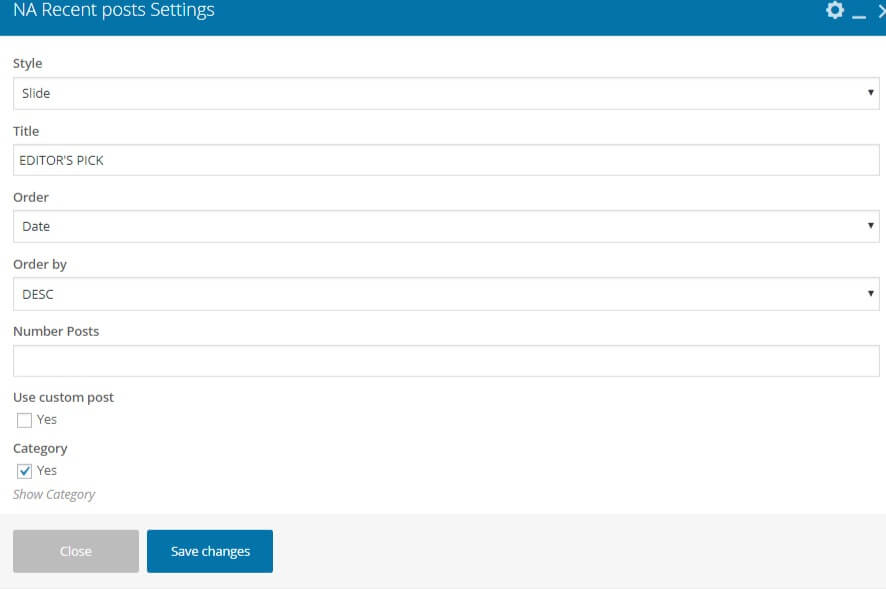 NA Recent posts Settings
Style
Slide
Title
EDITOR'S PICK
Order
Date
Order by
DESC
Number Posts
Use custom post
Yes
Category
Yes
Show Category
Close
Save changes